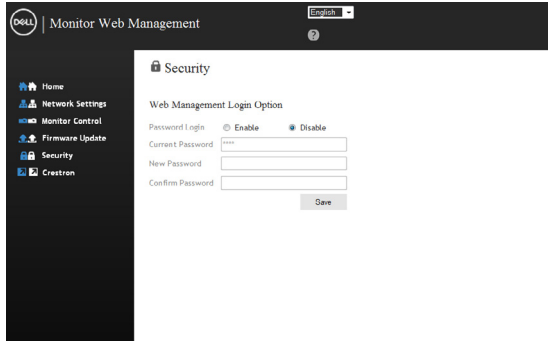 DELL
Monitor Web Management
English
?
Home
Network Settings
Monitor Control
Firmware Update
Security
Crestron
Security
Web Management Login Option
Password Login Enable Disable
Current Password ****
New Password
Confirm Password
Save